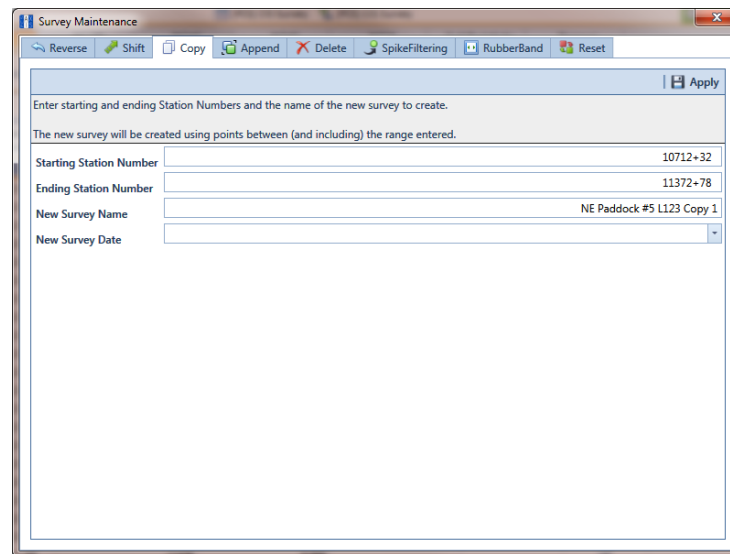 Survey Maintenance
Reverse Shift Copy Append Delete SpikeFiltering RubberBand Reset
Apply
Enter starting and ending Station Numbers and the name of the new survey to create.
The new survey will be created using points between (and including) the range entered.
Starting Station Number 10712+32
Ending Station Number 11372+78
New Survey Name NE Paddock #5 L123 Copy 1
New Survey Date